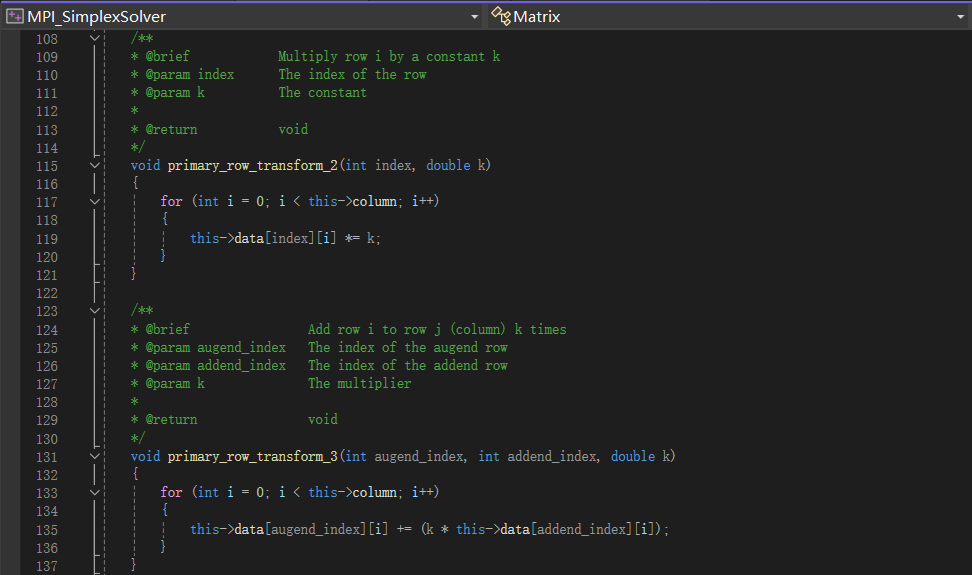 MPI_SimplexSolver Matrix
108 /**
109 * @brief Multiply row i by a constant k
110 * @param index The index of the row
111 * @param k The constant
112 *
113 * @return void
114 */
115 void primary_row_transform_2(int index, double k)
116 {
117 for (int i = 0; i < this->column; i++)
118 {
119 this->data[index][i] *= k;
120 }
121 }
122
123 /**
124 * @brief Add row i to row j (column) k times
125 * @param augend_index The index of the augend row
126 * @param addend_index The index of the addend row
127 * @param k The multiplier
128 *
129 * @return void
130 */
131 void primary_row_transform_3(int augend_index, int addend_index, double k)
132 {
133 for (int i = 0; i < this->column; i++)
134 {
135 this->data[augend_index][i] += (k * this->data[addend_index][i]);
136 }
137 }